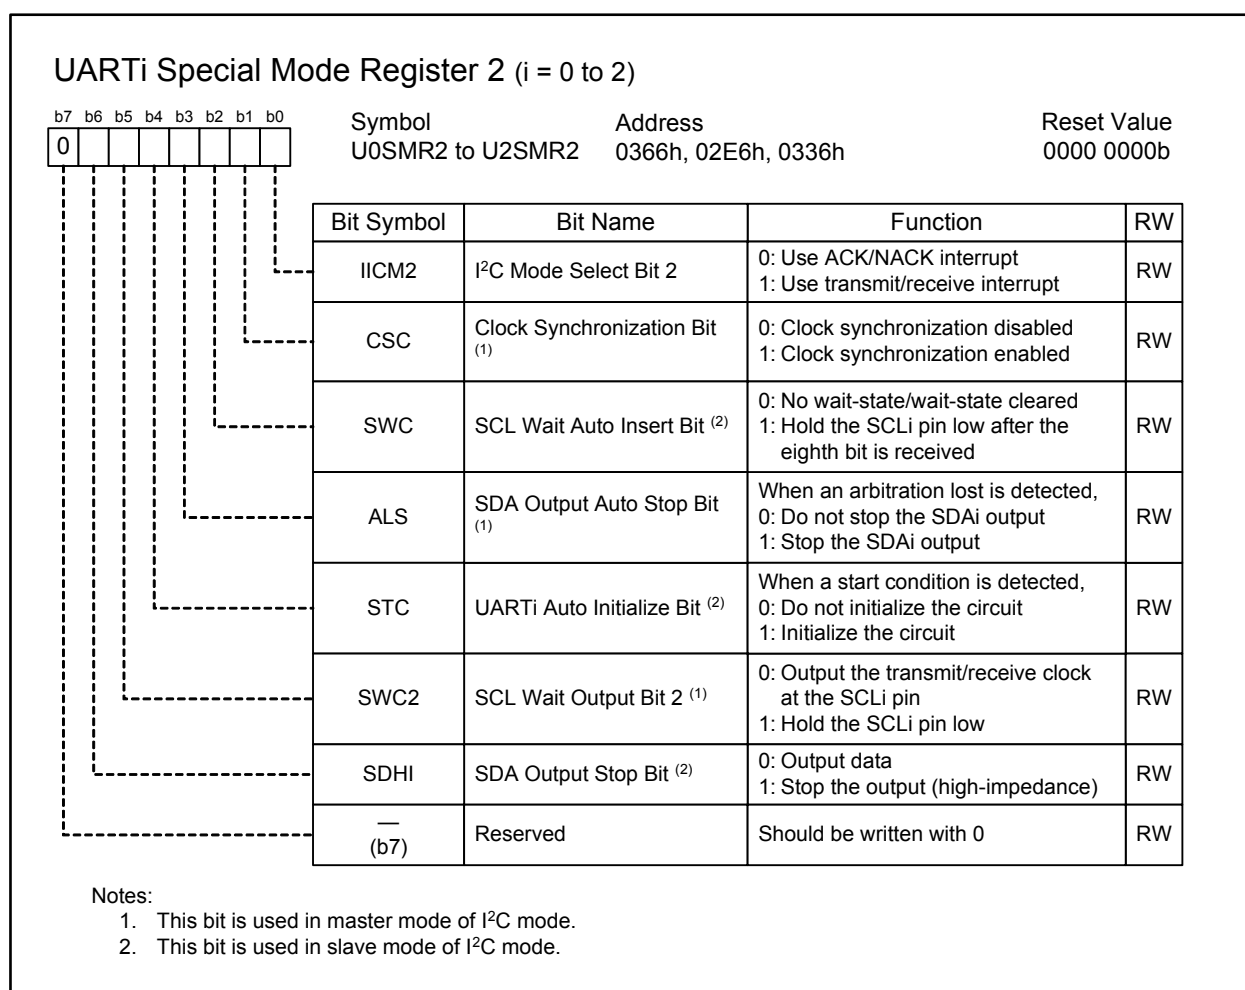 UARTi Special Mode Register 2 (i = 0 to 2)
b7 b6 b5 b4 b3 b2 b1 b0
0
Symbol Address Reset Value
U0SMR2 to U2SMR2 0366h, 02E6h, 0336h 0000 0000b
Bit Symbol Bit Name Function RW
IICM2 I²C Mode Select Bit 2 0: Use ACK/NACK interrupt RW
1: Use transmit/receive interrupt
CSC Clock Synchronization Bit (1) 0: Clock synchronization disabled RW
1: Clock synchronization enabled
SWC SCL Wait Auto Insert Bit (2) 0: No wait-state/wait-state cleared RW
1: Hold the SCLi pin low after the
eighth bit is received
ALS SDA Output Auto Stop Bit (1) When an arbitration lost is detected, RW
0: Do not stop the SDAi output
1: Stop the SDAi output
STC UARTi Auto Initialize Bit (2) When a start condition is detected, RW
0: Do not initialize the circuit
1: Initialize the circuit
SWC2 SCL Wait Output Bit 2 (1) 0: Output the transmit/receive clock RW
at the SCLi pin
1: Hold the SCLi pin low
SDHI SDA Output Stop Bit (2) 0: Output data RW
1: Stop the output (high-impedance)
— (b7) Reserved Should be written with 0 RW
Notes:
1. This bit is used in master mode of I²C mode.
2. This bit is used in slave mode of I²C mode.